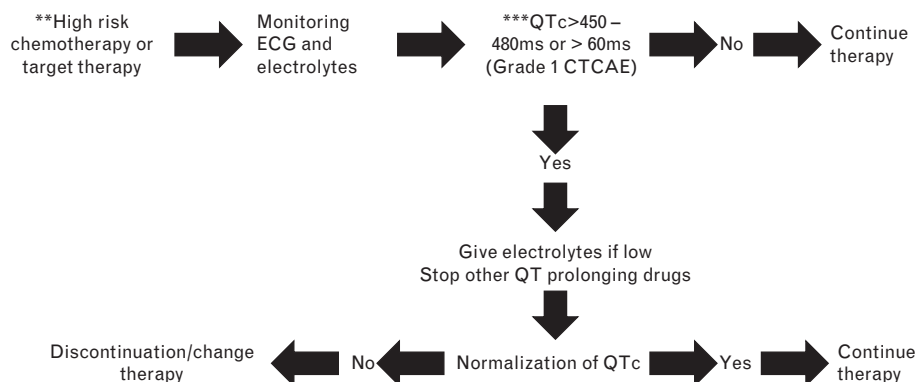 **High risk
chemotherapy or
target therapy
Monitoring
ECG and
electrolytes
***QTc>450 –
480ms or > 60ms
(Grade 1 CTCAE)
No
Continue
therapy
Yes
Give electrolytes if low
Stop other QT prolonging drugs
Discontinuation/change
therapy
No
Normalization of QTc
Yes
Continue
therapy